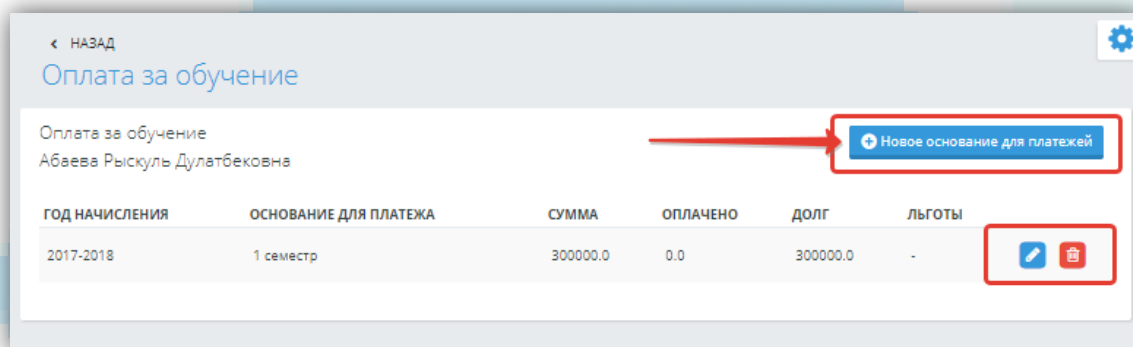 НАЗАД
Оплата за обучение
Оплата за обучение
Абаева Рыскуль Дулатбековна
Новое основание для платежей
ГОД НАЧИСЛЕНИЯ ОСНОВАНИЕ ДЛЯ ПЛАТЕЖА СУММА ОПЛАЧЕНО ДОЛГ ЛЬГОТЫ
2017-2018 1 семестр 300000.0 0.0 300000.0 -